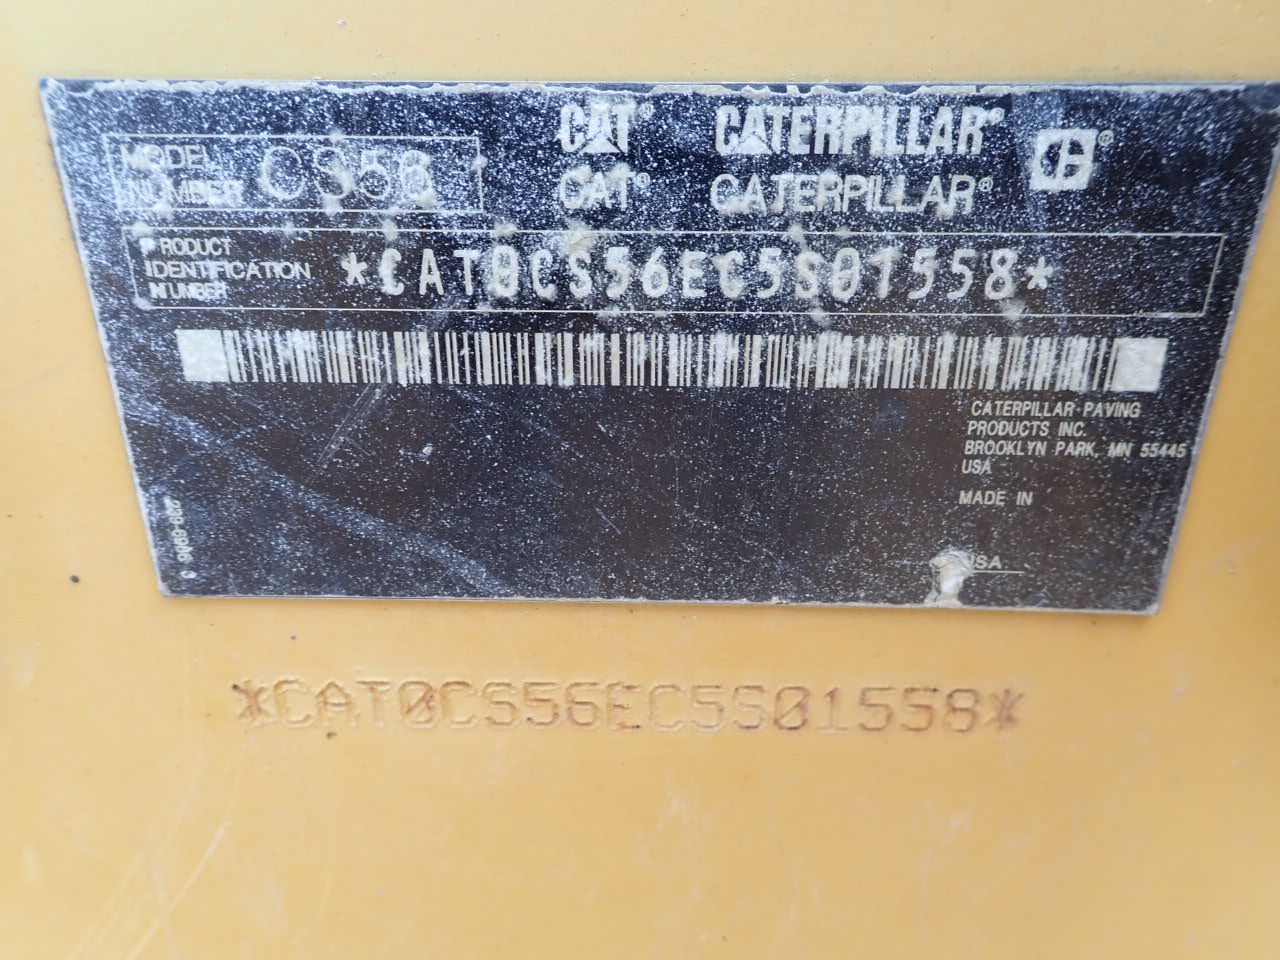 CAT® CATERPILLAR®
MODEL NUMBER CS56
CAT® CATERPILLAR®
PRODUCT
IDENTIFICATION
NUMBER
*CAT0CS56EC5S01558*
CATERPILLAR PAVING
PRODUCTS INC.
BROOKLYN PARK, MN 55445
USA
MADE IN
USA
*CAT0CS56EC5S01558*